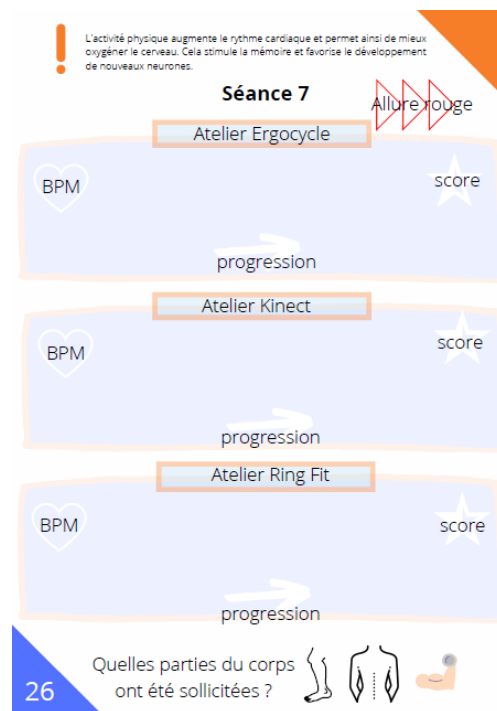 L'activité physique augmente le rythme cardiaque et permet ainsi de mieux
oxygéner le cerveau. Cela stimule la mémoire et favorise le développement
de nouveaux neurones.
Séance 7
Allure rouge
Atelier Ergocycle
BPM
score
progression
Atelier Kinect
BPM
score
progression
Atelier Ring Fit
BPM
score
progression
Quelles parties du corps
ont été sollicitées ?
26